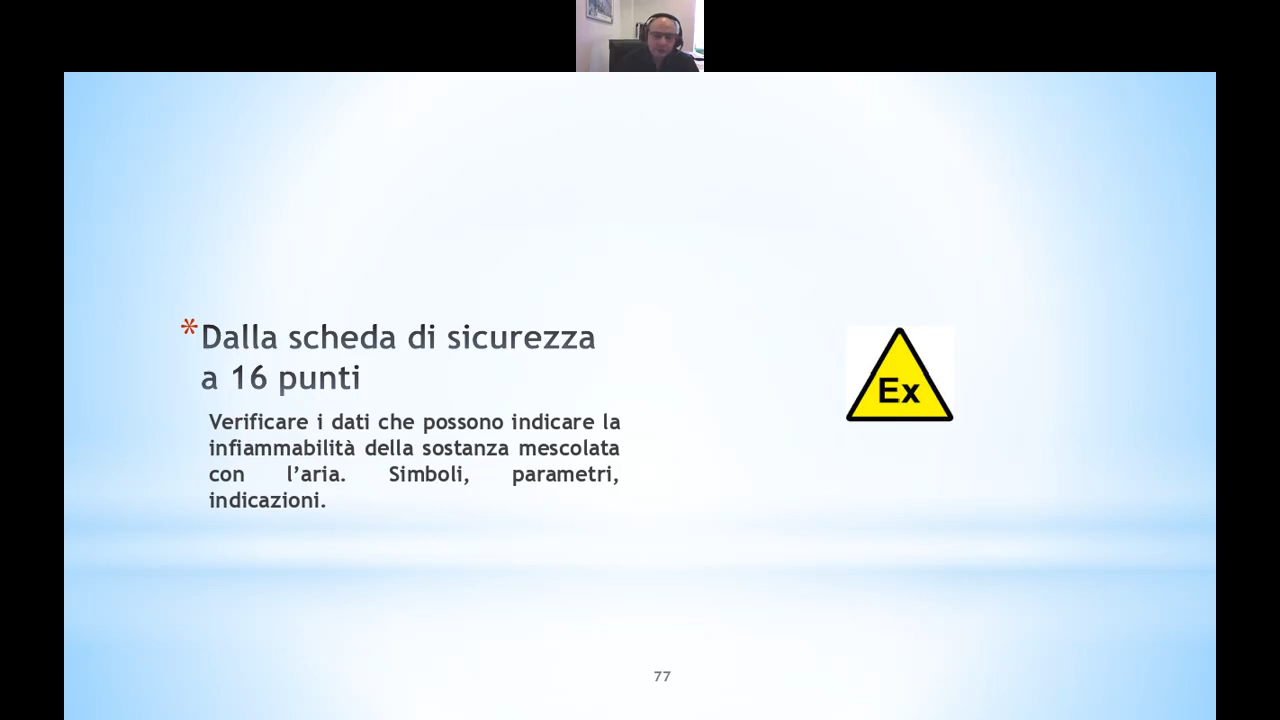 *Dalla scheda di sicurezza
a 16 punti
Verificare i dati che possono indicare la
infiammabilità della sostanza mescolata
con l’aria. Simboli, parametri,
indicazioni.
Ex
77